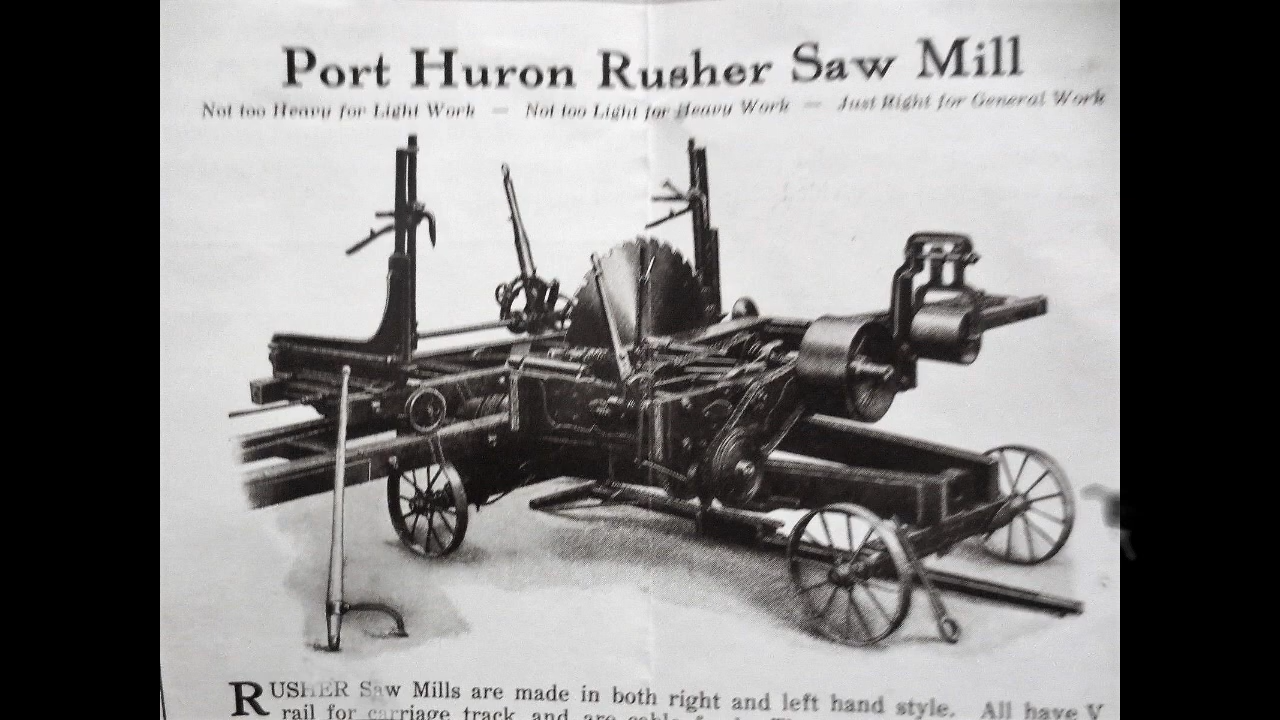 Port Huron Rusher Saw Mill
Not too Heavy for Light Work — Not too Light for Heavy Work — Just Right for General Work
RUSHER Saw Mills are made in both right and left hand style. All have V
rail for carriage track, and are cable